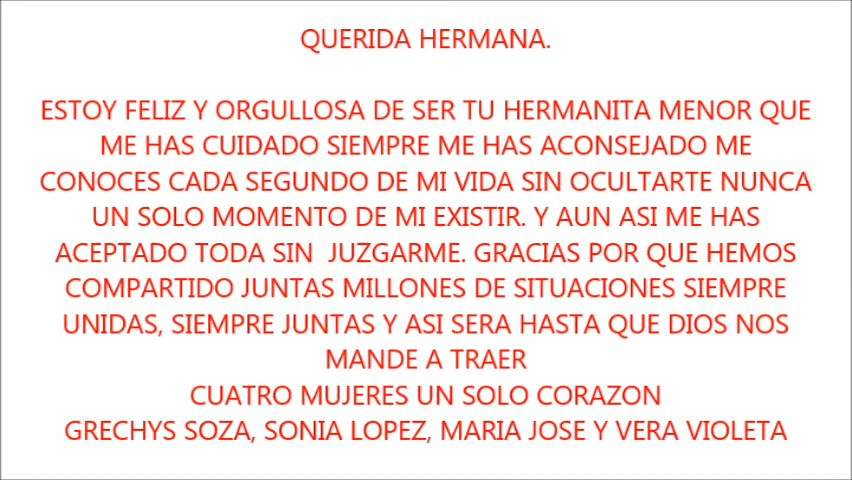 QUERIDA HERMANA.
ESTOY FELIZ Y ORGULLOSA DE SER TU HERMANITA MENOR QUE
ME HAS CUIDADO SIEMPRE ME HAS ACONSEJADO ME
CONOCES CADA SEGUNDO DE MI VIDA SIN OCULTARTE NUNCA
UN SOLO MOMENTO DE MI EXISTIR. Y AUN ASI ME HAS
ACEPTADO TODA SIN  JUZGARME. GRACIAS POR QUE HEMOS
COMPARTIDO JUNTAS MILLONES DE SITUACIONES SIEMPRE
UNIDAS, SIEMPRE JUNTAS Y ASI SERA HASTA QUE DIOS NOS
MANDE A TRAER
CUATRO MUJERES UN SOLO CORAZON
GRECHYS SOZA, SONIA LOPEZ, MARIA JOSE Y VERA VIOLETA